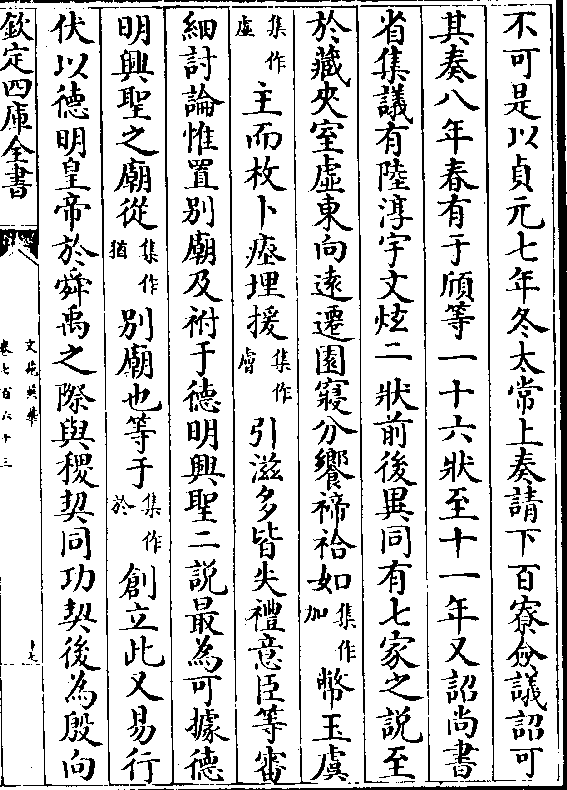 不可是以貞元七年冬太常上奏請下百寮僉議詔可
其奏八年春有于頎等一十六狀至十一年又詔尚書
省集議有陸淳宇文炫二狀前後異同有七家之說至
於藏夾室虛東向遠遷園寢分饗禘祫如集作加幣玉虞
集作虛主而枚卜瘞埋援集作膚引滋多皆失禮意臣等審
細討論惟置别廟及祔于德明興聖二說最為可據德
明興聖之廟從集作猶别廟也等于集作於創立此又易行
伏以德明皇帝於舜禹之際與稷契同功契後為殷向
欽定四庫全書
文苑英華
卷七百六十三